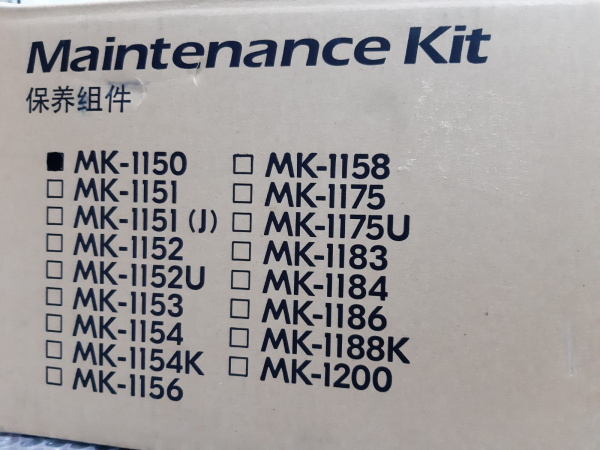 Maintenance Kit
保养组件
■ MK-1150
□ MK-1151
□ MK-1151 (J)
□ MK-1152
□ MK-1152U
□ MK-1153
□ MK-1154
□ MK-1154K
□ MK-1156
□ MK-1158
□ MK-1175
□ MK-1175U
□ MK-1183
□ MK-1184
□ MK-1186
□ MK-1188K
□ MK-1200